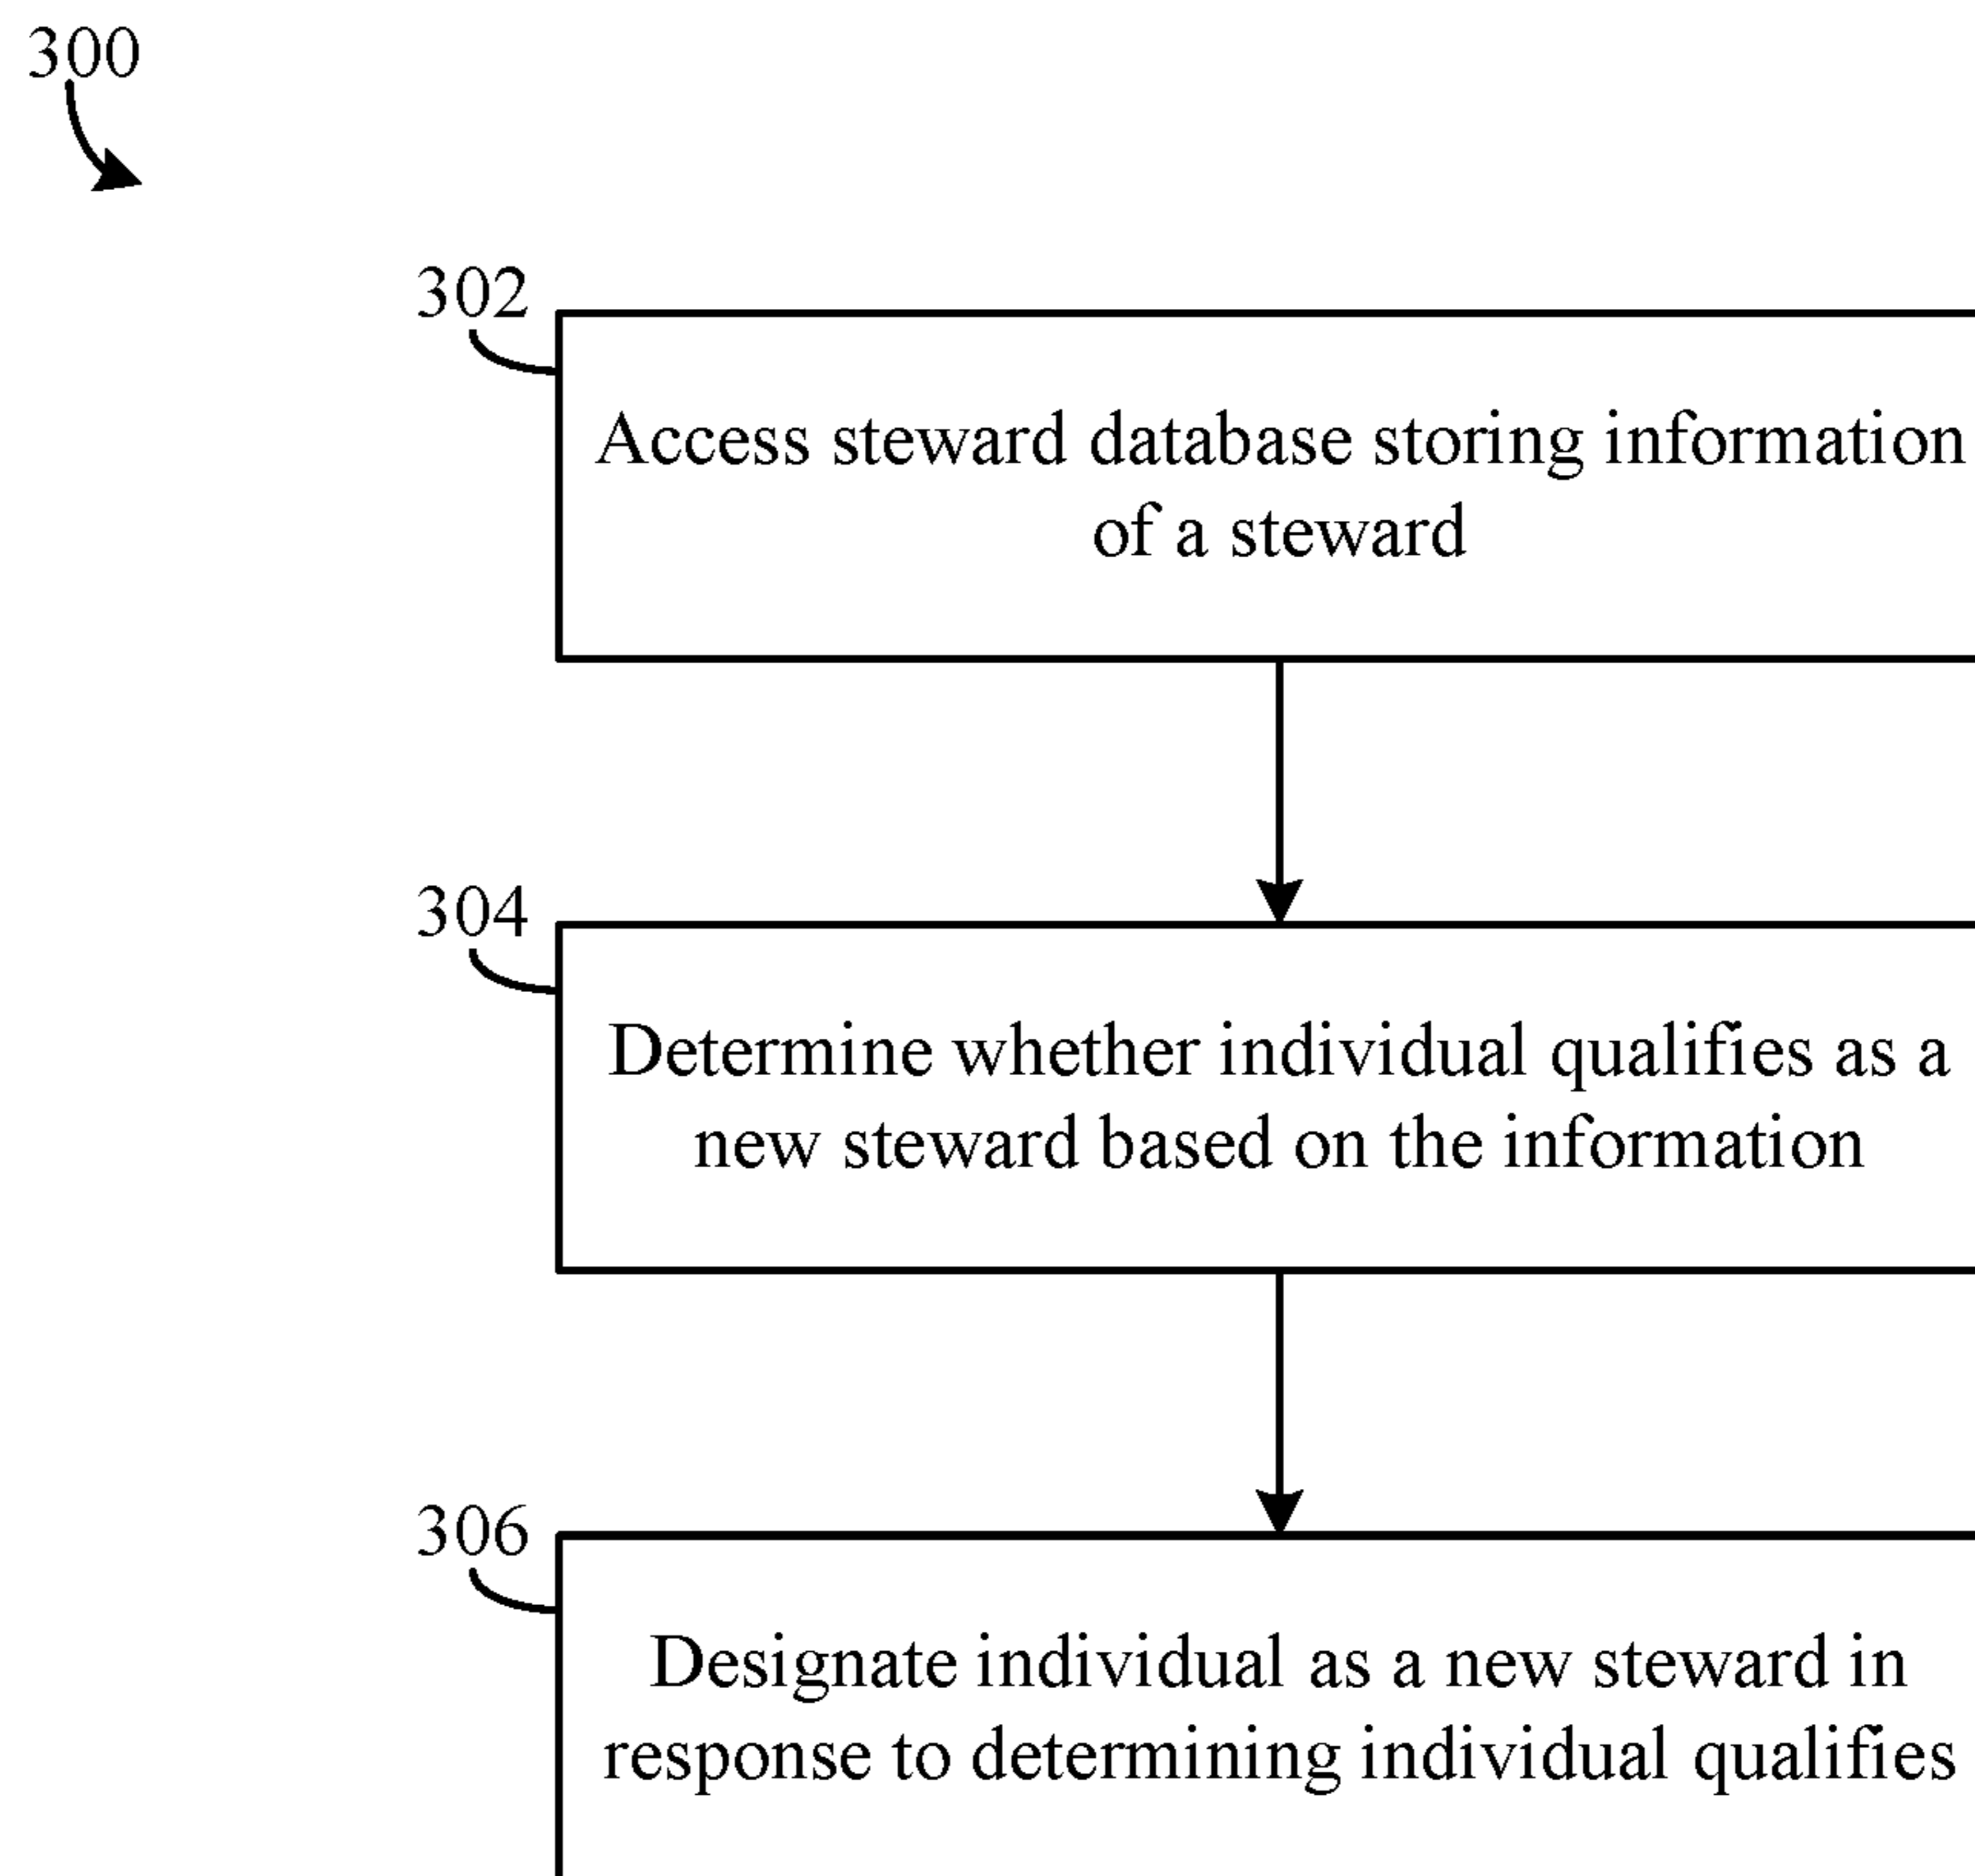 300
302
Access steward database storing information
of a steward
304
Determine whether individual qualifies as a
new steward based on the information
306
Designate individual as a new steward in
response to determining individual qualifies